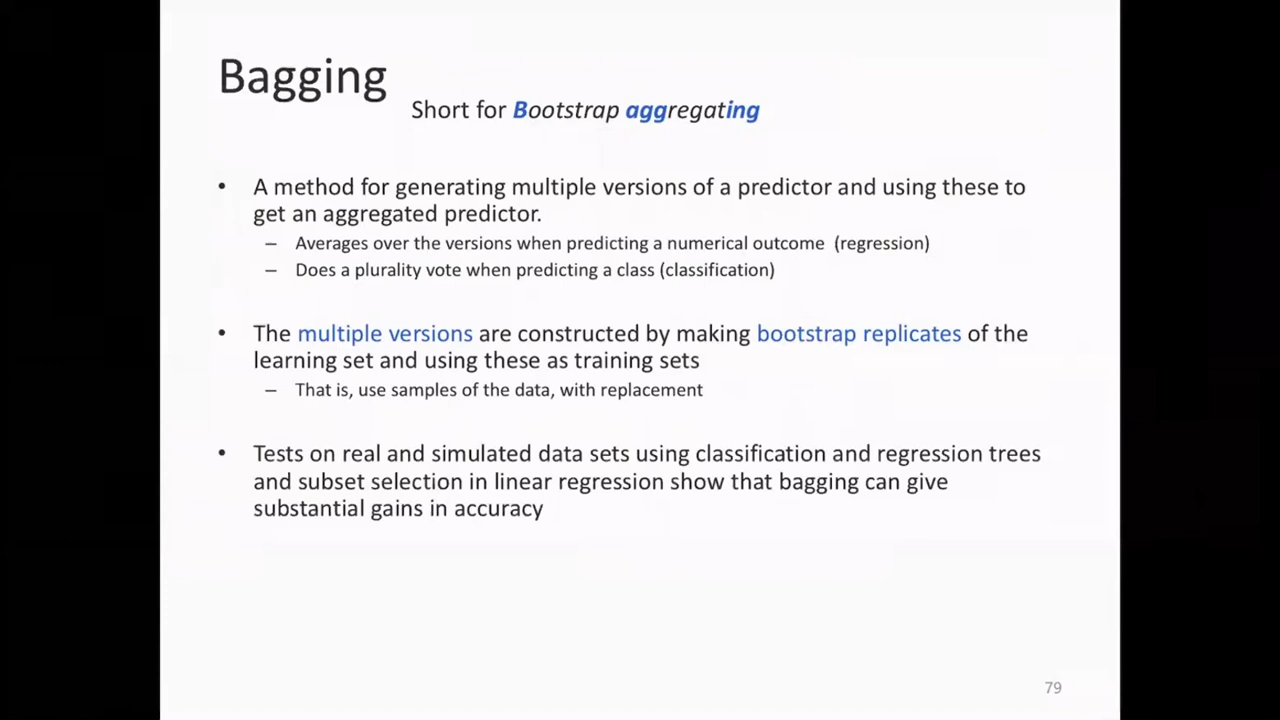 Bagging
Short for Bootstrap aggregating
• A method for generating multiple versions of a predictor and using these to
get an aggregated predictor.
– Averages over the versions when predicting a numerical outcome (regression)
– Does a plurality vote when predicting a class (classification)
• The multiple versions are constructed by making bootstrap replicates of the
learning set and using these as training sets
– That is, use samples of the data, with replacement
• Tests on real and simulated data sets using classification and regression trees
and subset selection in linear regression show that bagging can give
substantial gains in accuracy
79